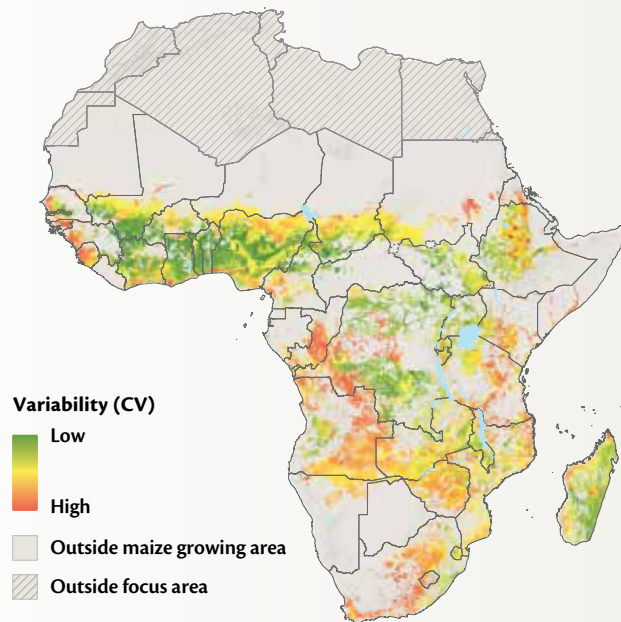 Variability (CV)
Low
High
Outside maize growing area
Outside focus area